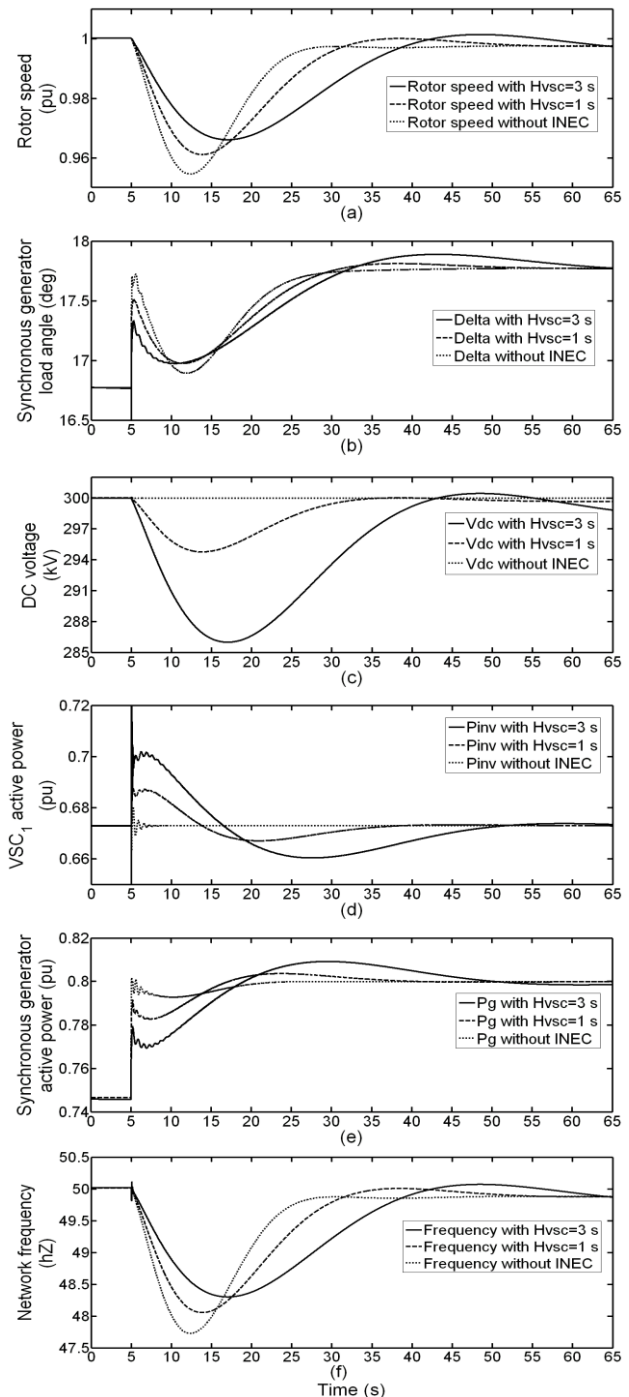 Rotor speed
(pu)
1
0.98
0.96
Rotor speed with Hvsc=3 s
Rotor speed with Hvsc=1 s
Rotor speed without INEC
0 5 10 15 20 25 30 35 40 45 50 55 60 65
(a)
Synchronous generator
load angle (deg)
18
17.5
17
16.5
Delta with Hvsc=3 s
Delta with Hvsc=1 s
Delta without INEC
0 5 10 15 20 25 30 35 40 45 50 55 60 65
(b)
DC voltage
(kV)
300
297
294
291
288
285
Vdc with Hvsc=3 s
Vdc with Hvsc=1 s
Vdc without INEC
0 5 10 15 20 25 30 35 40 45 50 55 60 65
(c)
VSC1 active power
(pu)
0.72
0.7
0.68
0.66
Pinv with Hvsc=3 s
Pinv with Hvsc=1 s
Pinv without INEC
0 5 10 15 20 25 30 35 40 45 50 55 60 65
(d)
Synchronous generator
active power (pu)
0.82
0.8
0.78
0.76
0.74
Pg with Hvsc=3 s
Pg with Hvsc=1 s
Pg without INEC
0 5 10 15 20 25 30 35 40 45 50 55 60 65
(e)
Network frequency
(hZ)
50.5
50
49.5
49
48.5
48
47.5
Frequency with Hvsc=3 s
Frequency with Hvsc=1 s
Frequency without INEC
0 5 10 15 20 25 30 35 40 45 50 55 60 65
(f)
Time (s)